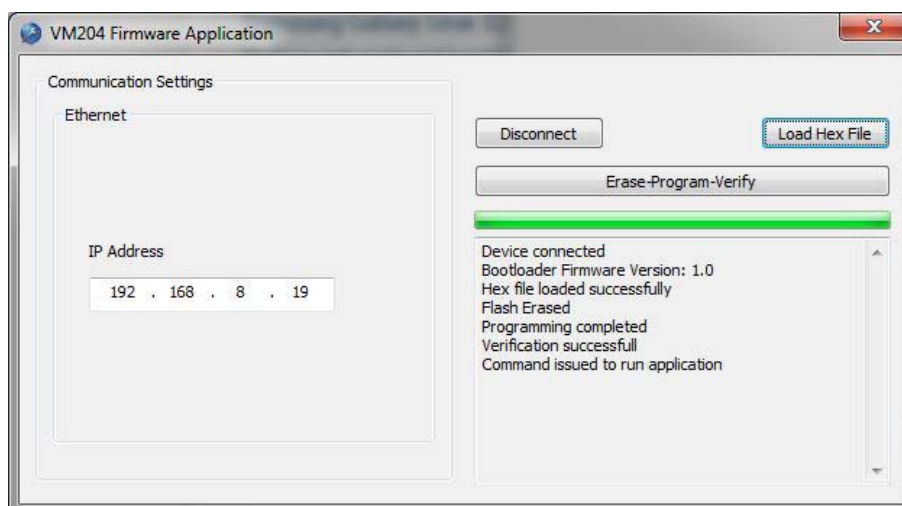 VM204 Firmware Application
Communication Settings
Ethernet
IP Address
192 . 168 . 8 . 19
Disconnect
Load Hex File
Erase-Program-Verify
Device connected
Bootloader Firmware Version: 1.0
Hex file loaded successfully
Flash Erased
Programming completed
Verification successfull
Command issued to run application